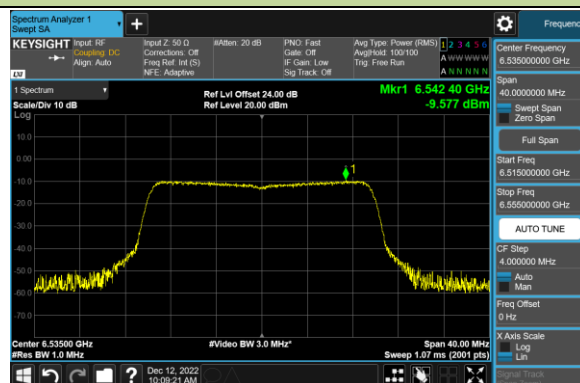 Spectrum Analyzer 1
Swept SA
Frequenc
KEYSIGHT
LXI
Input: RF
Coupling: DC
Align: Auto
Input Z: 50 Ω
Corrections: Off
Freq Ref: Int (S)
NFE: Adaptive
#Atten: 20 dB
PNO: Fast
Gate: Off
IF Gain: Low
Sig Track: Off
Avg Type: Power (RMS)
Avg|Hold: 100/100
Trig: Free Run
1 2 3 4 5 6
A W W W W W
A N N N N N
1 Spectrum
Scale/Div 10 dB
Log
Ref Lvl Offset 24.00 dB
Ref Level 20.00 dBm
Mkr1 6.542 40 GHz
-9.577 dBm
10.0
0.00
-10.0
-20.0
-30.0
-40.0
-50.0
-60.0
-70.0
1
Center 6.53500 GHz
#Res BW 1.0 MHz
#Video BW 3.0 MHz*
Span 40.00 MHz
Sweep 1.07 ms (2001 pts)
Center Frequency
6.535000000 GHz
Span
40.0000000 MHz
Swept Span
Zero Span
Full Span
Start Freq
6.515000000 GHz
Stop Freq
6.555000000 GHz
AUTO TUNE
CF Step
4.000000 MHz
Auto
Man
Freq Offset
0 Hz
X Axis Scale
Log
Lin
Signal Track
Dec 12, 2022
10:09:21 AM